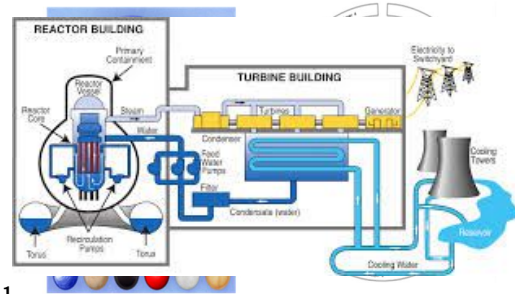 REACTOR BUILDING
Primary
Containment
Reactor
Vessel
Reactor
Core
Steam
Water
Torus
Recirculation
Pumps
Torus
TURBINE BUILDING
Turbines
Generator
Condenser
Feed
Water
Pumps
Filter
Condensate (water)
Electricity to
Switchyard
Cooling
Towers
Reservoir
Cooling Water
1